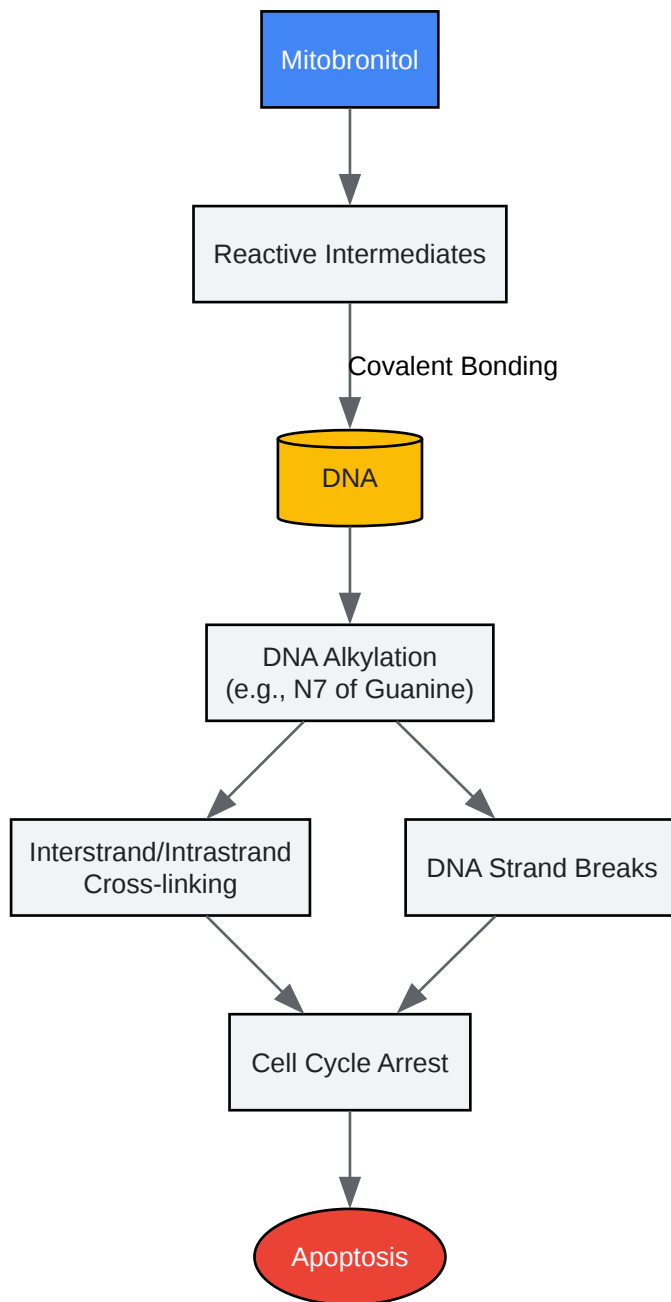 Mitobronitol
Reactive Intermediates
Covalent Bonding
DNA
DNA Alkylation
(e.g., N7 of Guanine)
Interstrand/Intrastrand
Cross-linking
DNA Strand Breaks
Cell Cycle Arrest
Apoptosis